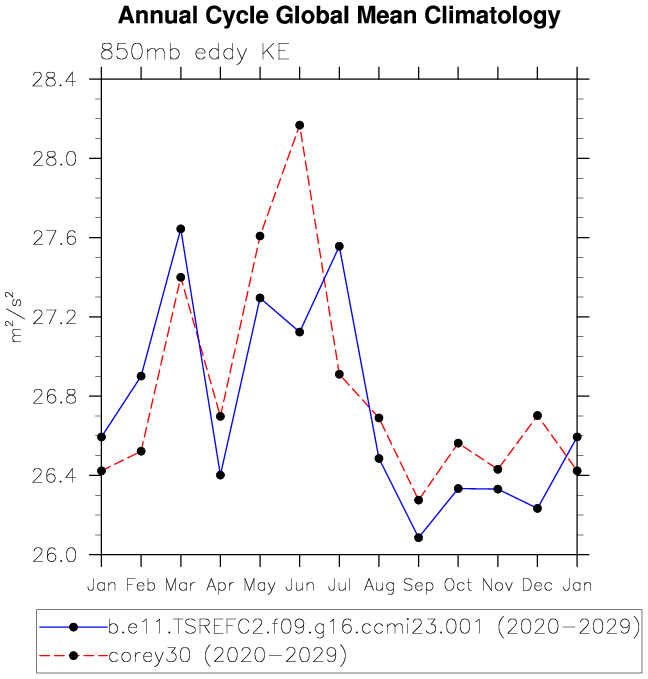 Annual Cycle Global Mean Climatology
850mb eddy KE
28.4
28.0
27.6
27.2
26.8
26.4
26.0
m²/s²
Jan Feb Mar Apr May Jun Jul Aug Sep Oct Nov Dec Jan
b.e11.TSREFC2.f09.g16.ccmi23.001 (2020-2029)
corey30 (2020-2029)